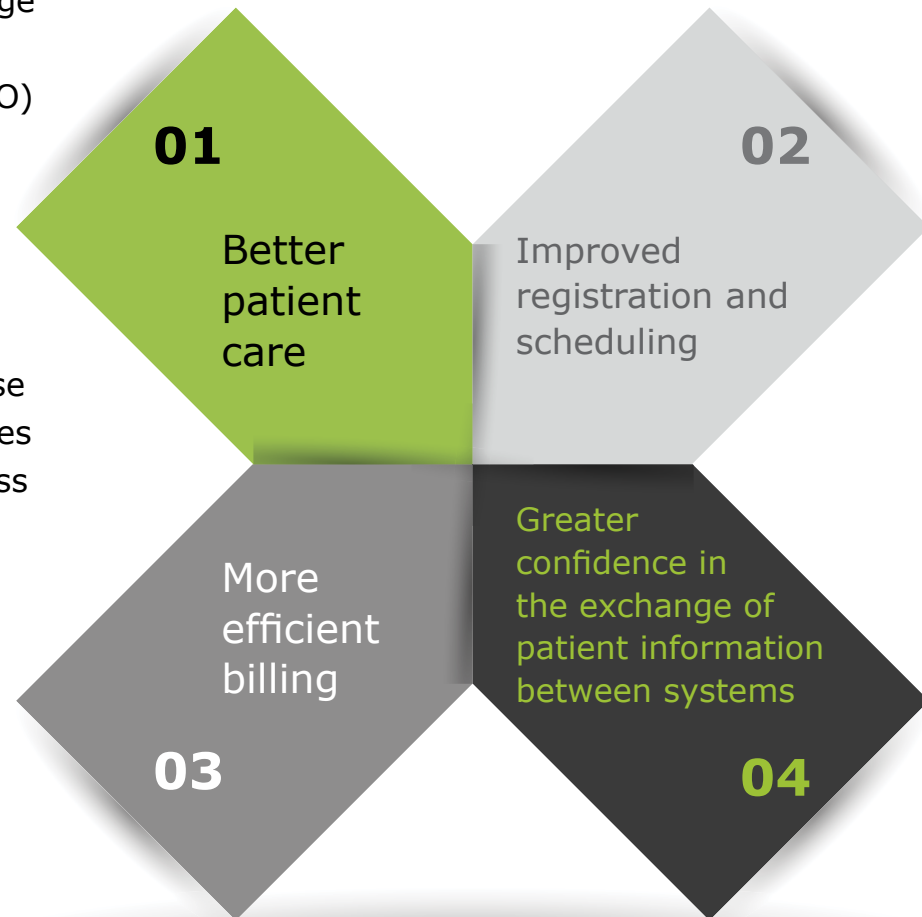 01
Better
patient
care
02
Improved
registration and
scheduling
More
efficient
billing
03
Greater
confidence in
the exchange of
patient information
between systems
04